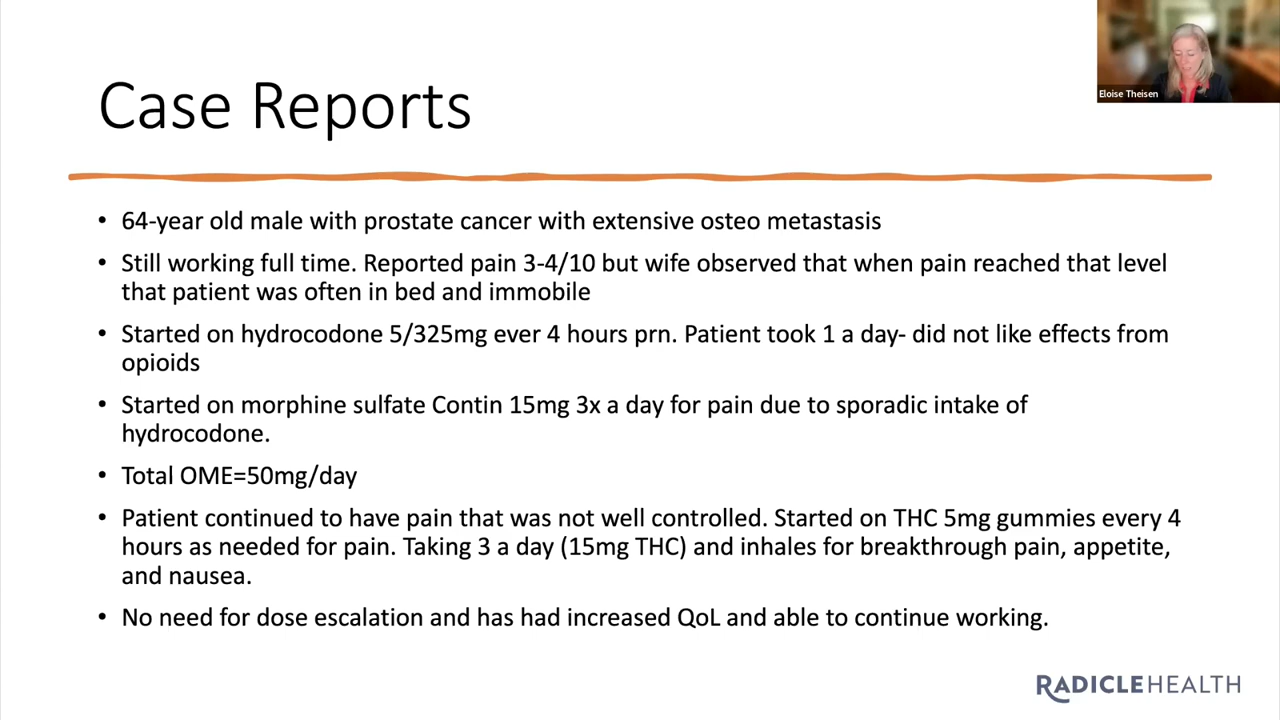 Eloise Theisen
Case Reports
• 64-year old male with prostate cancer with extensive osteo metastasis
• Still working full time. Reported pain 3-4/10 but wife observed that when pain reached that level
that patient was often in bed and immobile
• Started on hydrocodone 5/325mg ever 4 hours prn. Patient took 1 a day- did not like effects from
opioids
• Started on morphine sulfate Contin 15mg 3x a day for pain due to sporadic intake of
hydrocodone.
• Total OME=50mg/day
• Patient continued to have pain that was not well controlled. Started on THC 5mg gummies every 4
hours as needed for pain. Taking 3 a day (15mg THC) and inhales for breakthrough pain, appetite,
and nausea.
• No need for dose escalation and has had increased QoL and able to continue working.
RADICLEHEALTH